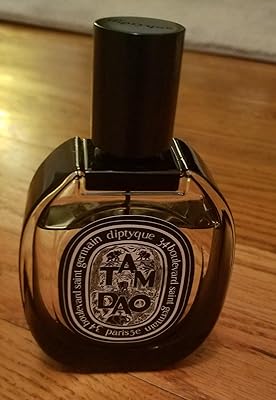 diptyque 34 boulevard saint germain paris5e 34 boulevard saint germain
TAM
DAO